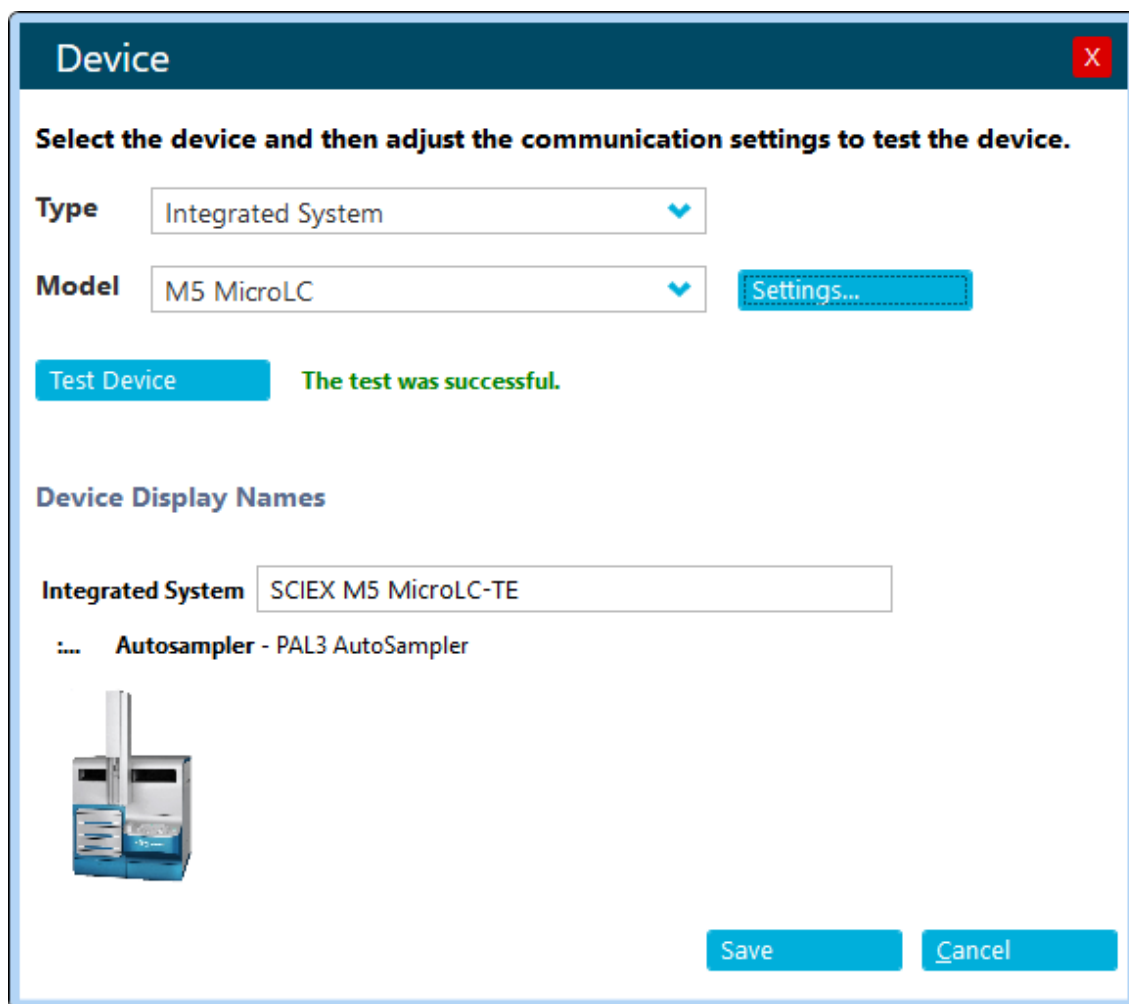 Device
X
Select the device and then adjust the communication settings to test the device.
Type Integrated System
Model M5 MicroLC Settings...
Test Device The test was successful.
Device Display Names
Integrated System SCIEX M5 MicroLC-TE
:... Autosampler - PAL3 AutoSampler
Save Cancel